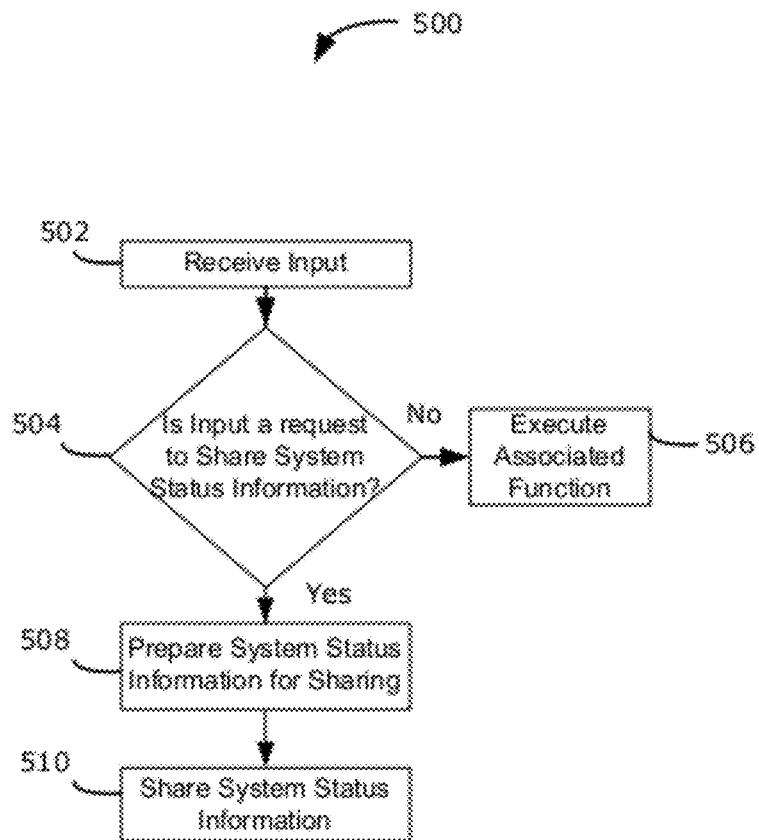 500
502
Receive Input
504
Is Input a request
to Share System
Status Information?
No
Execute
Associated
Function
506
Yes
508
Prepare System Status
Information for Sharing
510
Share System Status
Information